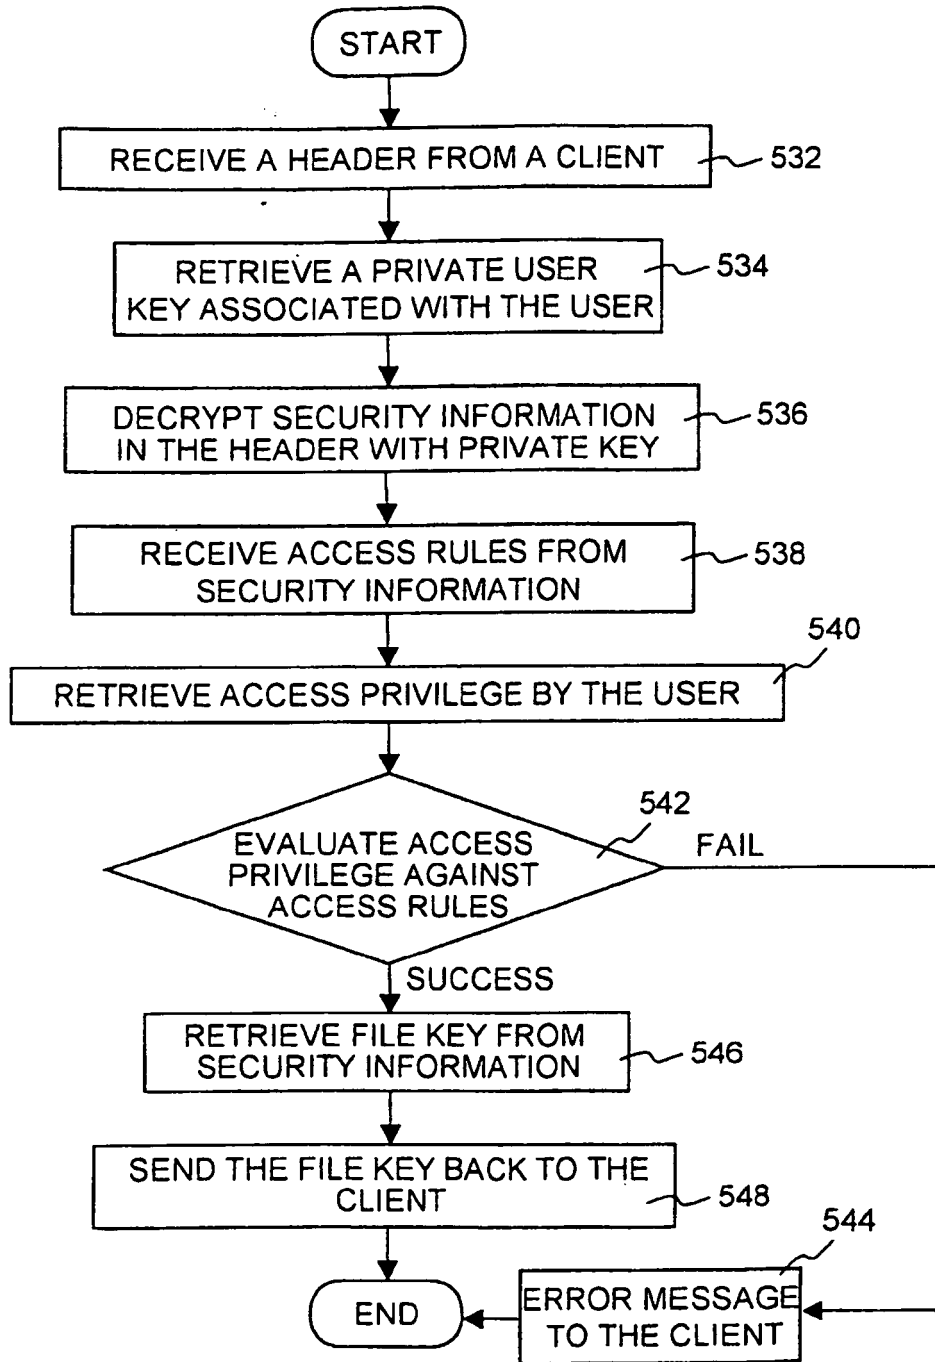 START
RECEIVE A HEADER FROM A CLIENT
532
RETRIEVE A PRIVATE USER
KEY ASSOCIATED WITH THE USER
534
DECRYPT SECURITY INFORMATION
IN THE HEADER WITH PRIVATE KEY
536
RECEIVE ACCESS RULES FROM
SECURITY INFORMATION
538
540
RETRIEVE ACCESS PRIVILEGE BY THE USER
542
EVALUATE ACCESS
PRIVILEGE AGAINST
ACCESS RULES
FAIL
SUCCESS
RETRIEVE FILE KEY FROM
SECURITY INFORMATION
546
SEND THE FILE KEY BACK TO THE
CLIENT
548
544
ERROR MESSAGE
TO THE CLIENT
END